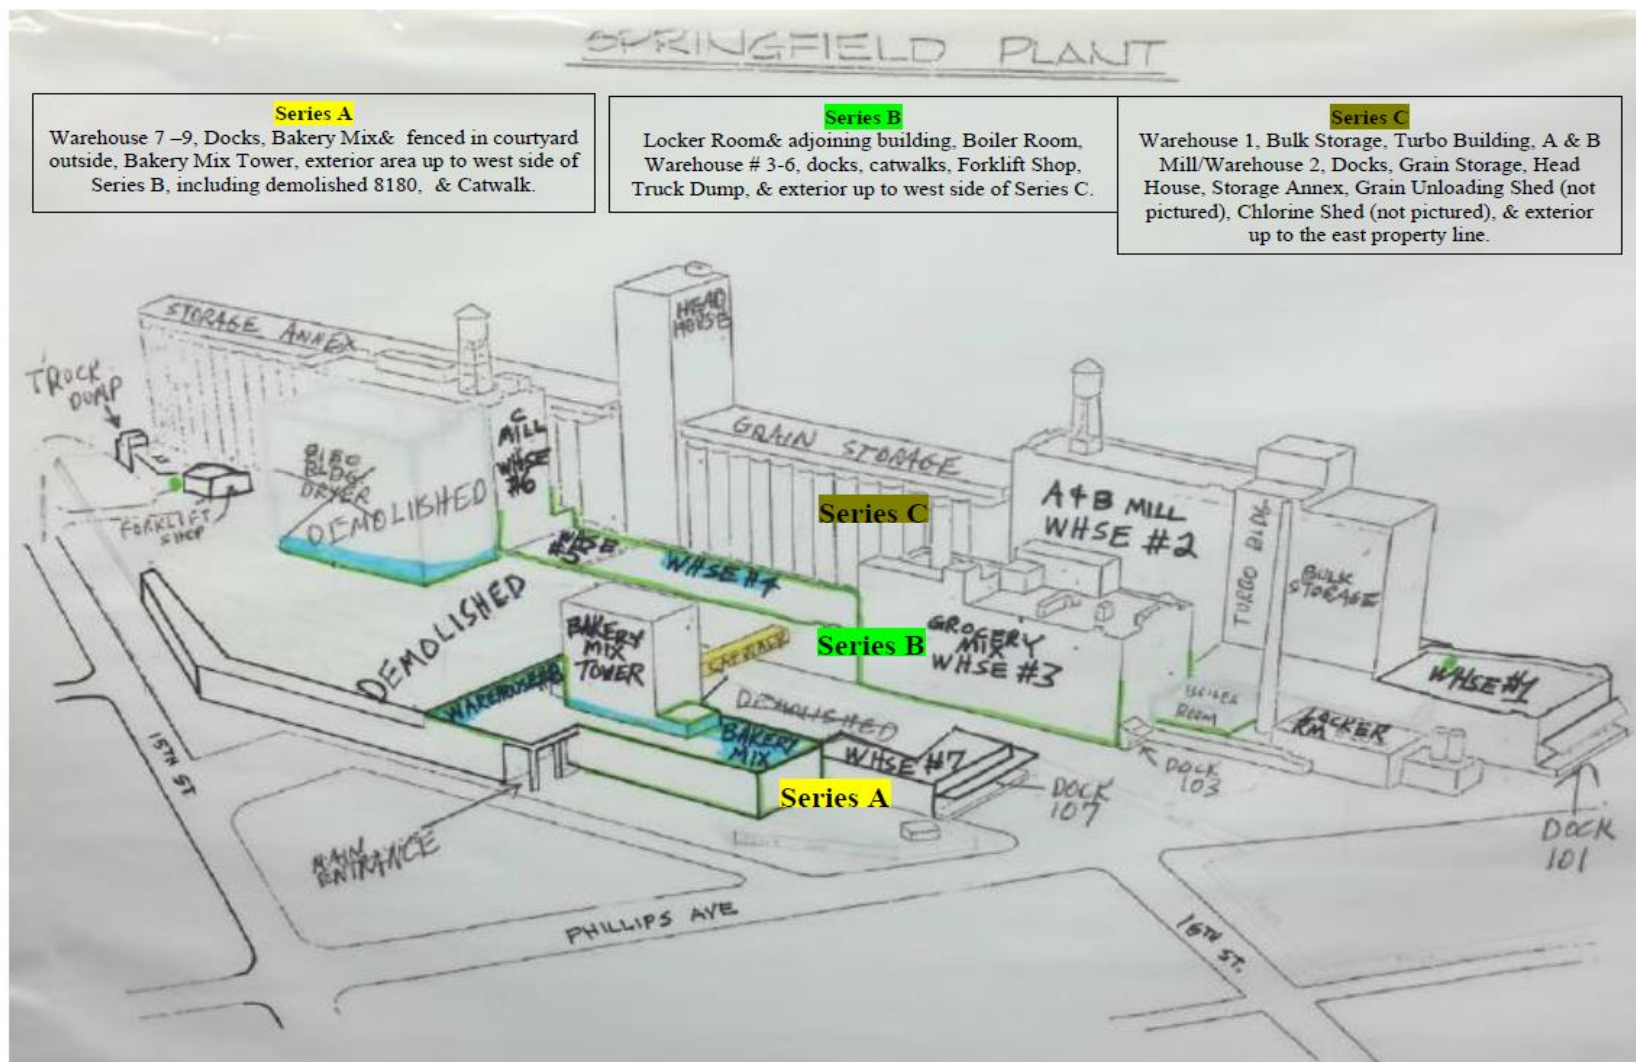 SPRINGFIELD PLANT
Series A
Warehouse 7 –9, Docks, Bakery Mix& fenced in courtyard
outside, Bakery Mix Tower, exterior area up to west side of
Series B, including demolished 8180, & Catwalk.
Series B
Locker Room& adjoining building, Boiler Room,
Warehouse # 3-6, docks, catwalks, Forklift Shop,
Truck Dump, & exterior up to west side of Series C.
Series C
Warehouse 1, Bulk Storage, Turbo Building, A & B
Mill/Warehouse 2, Docks, Grain Storage, Head
House, Storage Annex, Grain Unloading Shed (not
pictured), Chlorine Shed (not pictured), & exterior
up to the east property line.
STORAGE ANNEX
HEAD
HOUSE
TRUCK
DUMP
FORKLIFT
SHOP
BLDG
DRYER
DEMOLISHED
C
MILL
WHSE
#6
GRAIN STORAGE
Series C
A & B MILL
WHSE #2
TURBO BLDG
BULK
STORAGE
WHSE
#5
WHSE #4
DEMOLISHED
BAKERY
MIX
TOWER
CATWALK
Series B
GROCERY
MIX
WHSE #3
WHSE #1
BOILER
ROOM
LOCKER
RM
DEMOLISHED
BAKERY
MIX
WHSE #7
Series A
DOCK
107
DOCK
103
DOCK
101
MAIN
ENTRANCE
15TH ST
PHILLIPS AVE
16TH ST.